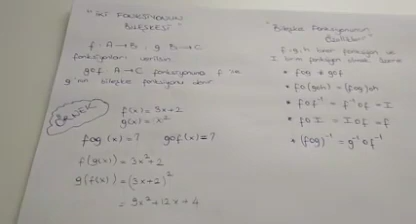 "İKİ FONKSİYONUN
BİLEŞKESİ"
f: A→B, g: B→C
fonksiyonları verilsin
gof: A→C fonksiyonuna f ve
g'nin bileşke fonksiyonu denir
ÖRNEK
f(x) = 3x+2
g(x) = x²
fog(x) = ?  gof(x) = ?
f(g(x)) = 3x²+2
g(f(x)) = (3x+2)²
= 9x²+12x+4
"Bileşke Fonksiyonunun
Özellikleri"
f, g, h birer fonksiyon ve
I birim fonksiyon olmak üzere
• fog ≠ gof
• fo(goh) = (fog)oh
• fof⁻¹ = f⁻¹of = I
• foI = Iof = f
• (fog)⁻¹ = g⁻¹of⁻¹